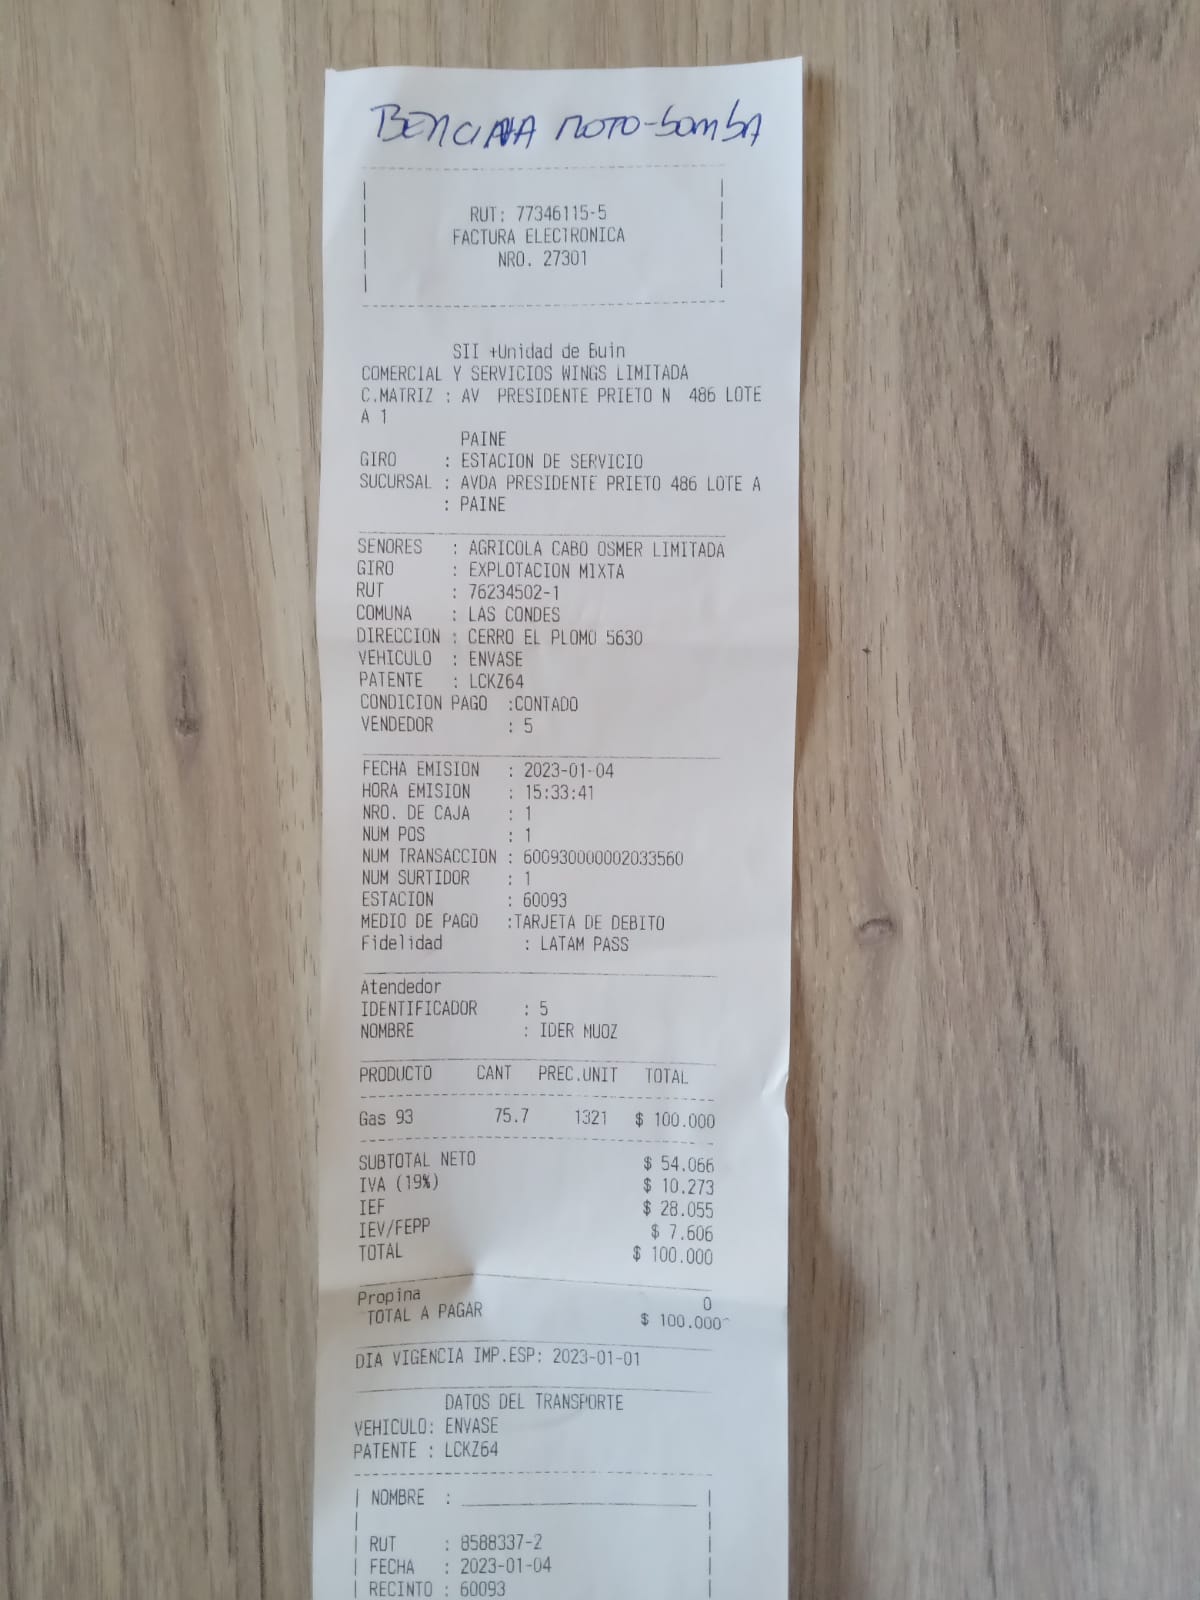 BENCINA MOTO-BOMBA
RUT: 77346115-5
FACTURA ELECTRONICA
NRO. 27301
SII +Unidad de Buin
COMERCIAL Y SERVICIOS WINGS LIMITADA
C.MATRIZ : AV PRESIDENTE PRIETO N 486 LOTE
A 1
PAINE
GIRO : ESTACION DE SERVICIO
SUCURSAL : AVDA PRESIDENTE PRIETO 486 LOTE A
: PAINE
SENORES : AGRICOLA CABO OSMER LIMITADA
GIRO : EXPLOTACION MIXTA
RUT : 76234502-1
COMUNA : LAS CONDES
DIRECCION : CERRO EL PLOMO 5630
VEHICULO : ENVASE
PATENTE : LCKZ64
CONDICION PAGO :CONTADO
VENDEDOR : 5
FECHA EMISION : 2023-01-04
HORA EMISION : 15:33:41
NRO. DE CAJA : 1
NUM POS : 1
NUM TRANSACCION : 600930000002033560
NUM SURTIDOR : 1
ESTACION : 60093
MEDIO DE PAGO :TARJETA DE DEBITO
Fidelidad : LATAM PASS
Atendedor
IDENTIFICADOR : 5
NOMBRE : IDER MUOZ
PRODUCTO CANT PREC.UNIT TOTAL
Gas 93 75.7 1321 $ 100.000
SUBTOTAL NETO $ 54.066
IVA (19%) $ 10.273
IEF $ 28.055
IEV/FEPP $ 7.606
TOTAL $ 100.000
Propina 0
TOTAL A PAGAR $ 100.000
DIA VIGENCIA IMP.ESP: 2023-01-01
DATOS DEL TRANSPORTE
VEHICULO: ENVASE
PATENTE : LCKZ64
NOMBRE :
RUT : 8588337-2
FECHA : 2023-01-04
RECINTO : 60093